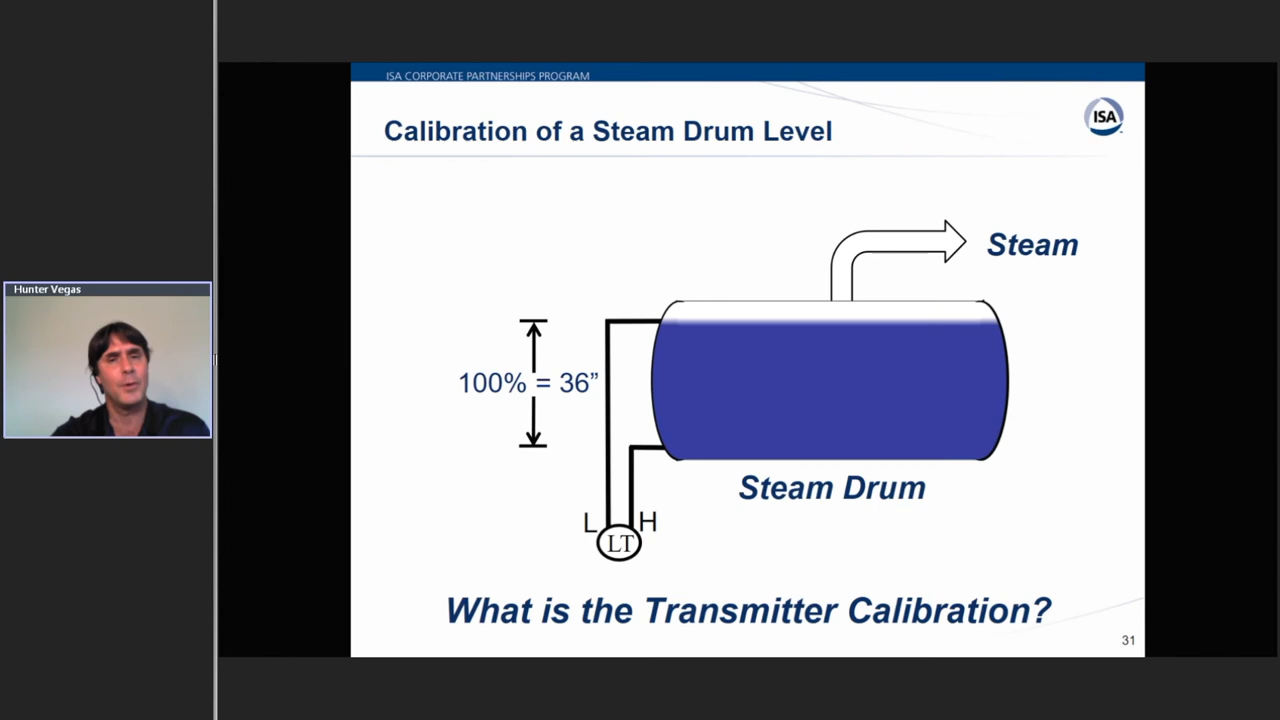 ISA CORPORATE PARTNERSHIPS PROGRAM
Calibration of a Steam Drum Level
ISA
Steam
Hunter Vegas
100% = 36”
Steam Drum
L H
LT
What is the Transmitter Calibration?
31